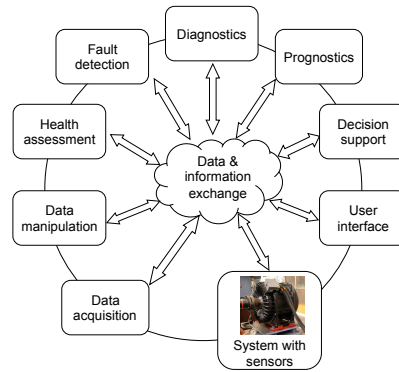 Diagnostics
Fault
detection
Prognostics
Health
assessment
Data &
information
exchange
Decision
support
Data
manipulation
User
interface
Data
acquisition
System with
sensors